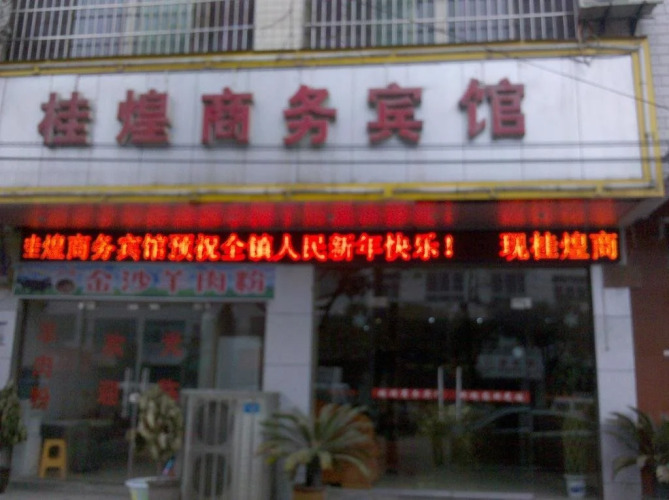 桂煌商务宾馆
桂煌商务宾馆预祝全镇人民新年快乐！ 现桂煌商
金沙羊肉粉